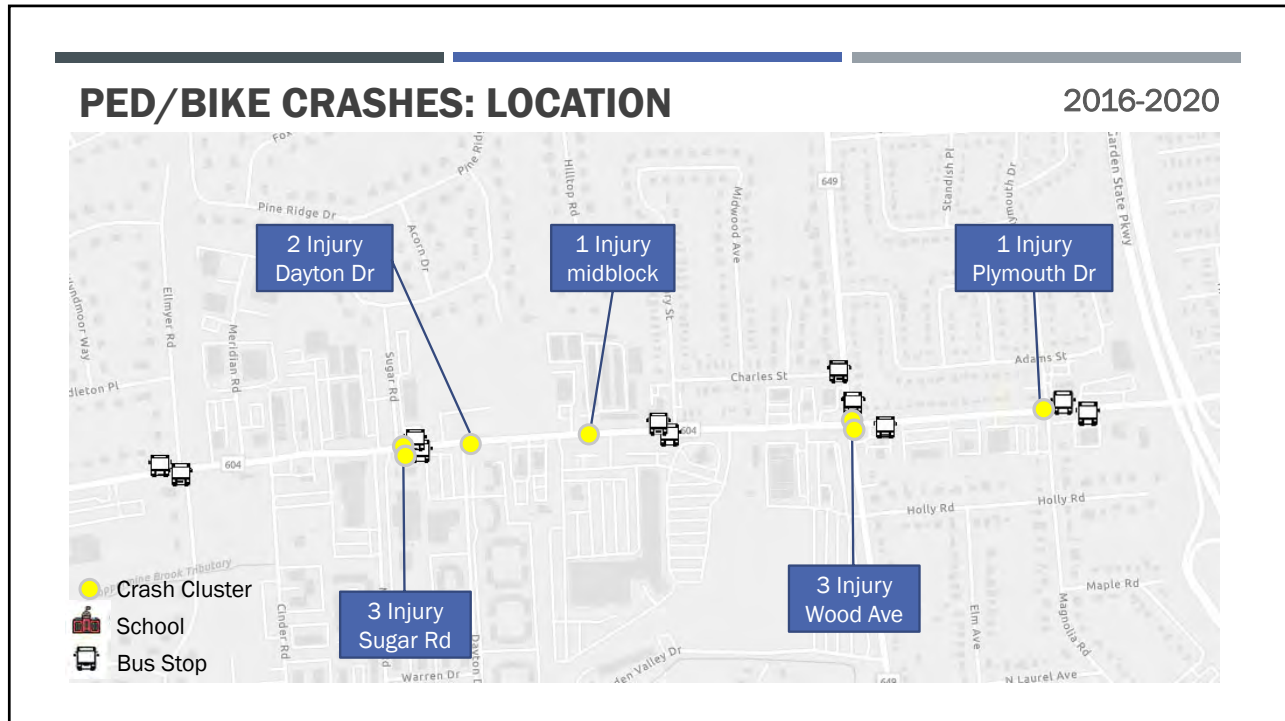 PED/BIKE CRASHES: LOCATION
2016-2020
Pine Ridge
Hilltop Rd
649
Standish Pl
Garden State Pkwy
Pine Ridge Dr
Acorn Dr
Midwood Ave
2 Injury
Dayton Dr
1 Injury
midblock
1 Injury
Plymouth Dr
Ellmyer Rd
Meridian Rd
Sugar Rd
Adams St
Charles St
604
604
Holly Rd
Holly Rd
Crash Cluster
School
Bus Stop
Cinder Rd
3 Injury
Sugar Rd
3 Injury
Wood Ave
Maple Rd
Elm Ave
Magnolia Rd
Warren Dr
N Laurel Ave
649